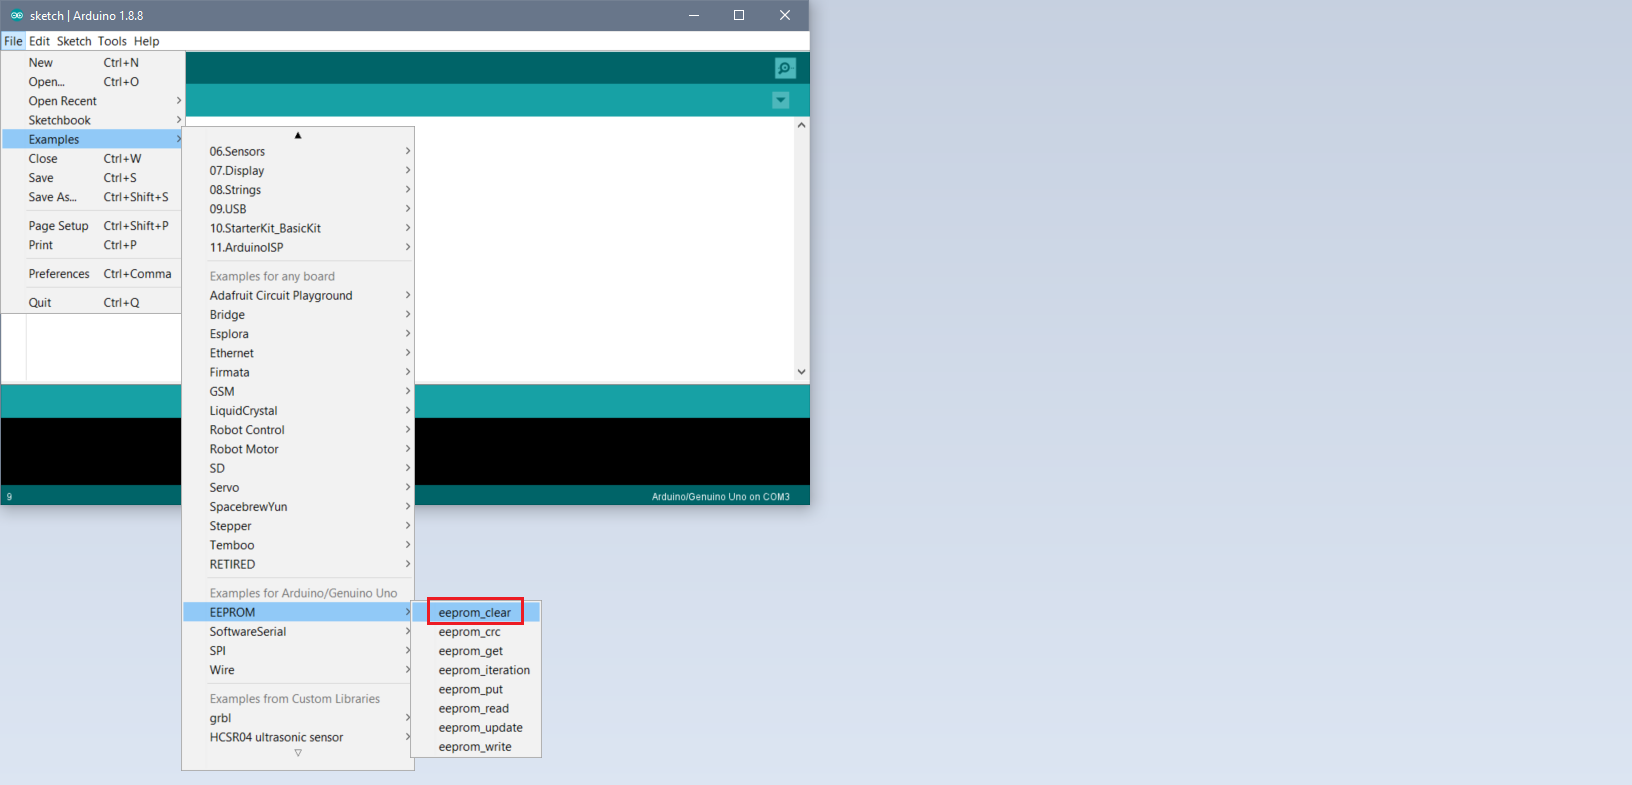 sketch | Arduino 1.8.8
File Edit Sketch Tools Help
New Ctrl+N
Open... Ctrl+O
Open Recent
Sketchbook
Examples
Close Ctrl+W
Save Ctrl+S
Save As... Ctrl+Shift+S
Page Setup Ctrl+Shift+P
Print Ctrl+P
Preferences Ctrl+Comma
Quit Ctrl+Q
06.Sensors
07.Display
08.Strings
09.USB
10.StarterKit_BasicKit
11.ArduinoISP
Examples for any board
Adafruit Circuit Playground
Bridge
Esplora
Ethernet
Firmata
GSM
LiquidCrystal
Robot Control
Robot Motor
SD
Servo
SpacebrewYun
Stepper
Temboo
RETIRED
Examples for Arduino/Genuino Uno
EEPROM
SoftwareSerial
SPI
Wire
Examples from Custom Libraries
grbl
HCSR04 ultrasonic sensor
eeprom_clear
eeprom_crc
eeprom_get
eeprom_iteration
eeprom_put
eeprom_read
eeprom_update
eeprom_write
9
Arduino/Genuino Uno on COM3